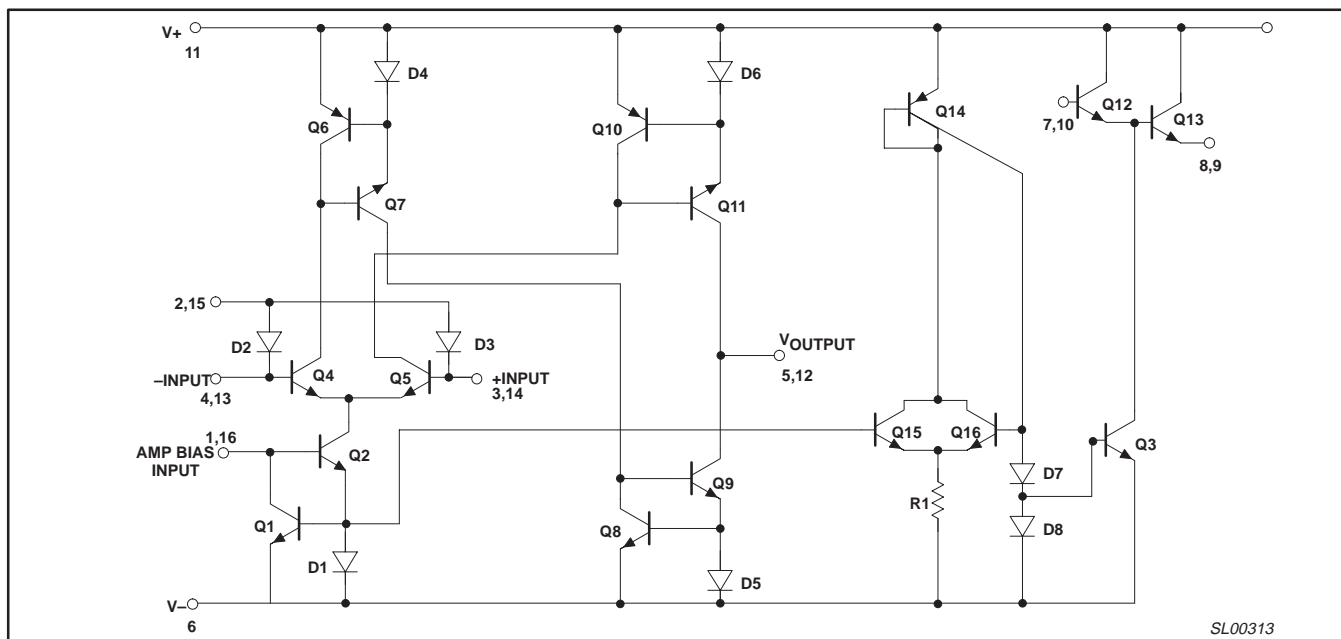 V+
11
D4
D6
Q6
Q10
Q14
Q12
7,10
Q13
8,9
Q7
Q11
2,15
D2
D3
VOUTPUT
5,12
–INPUT
4,13
Q4
Q5
+INPUT
3,14
AMP BIAS
INPUT
1,16
Q2
Q15
Q16
Q3
D7
Q9
R1
Q1
Q8
D8
D1
D5
V–
6
SL00313